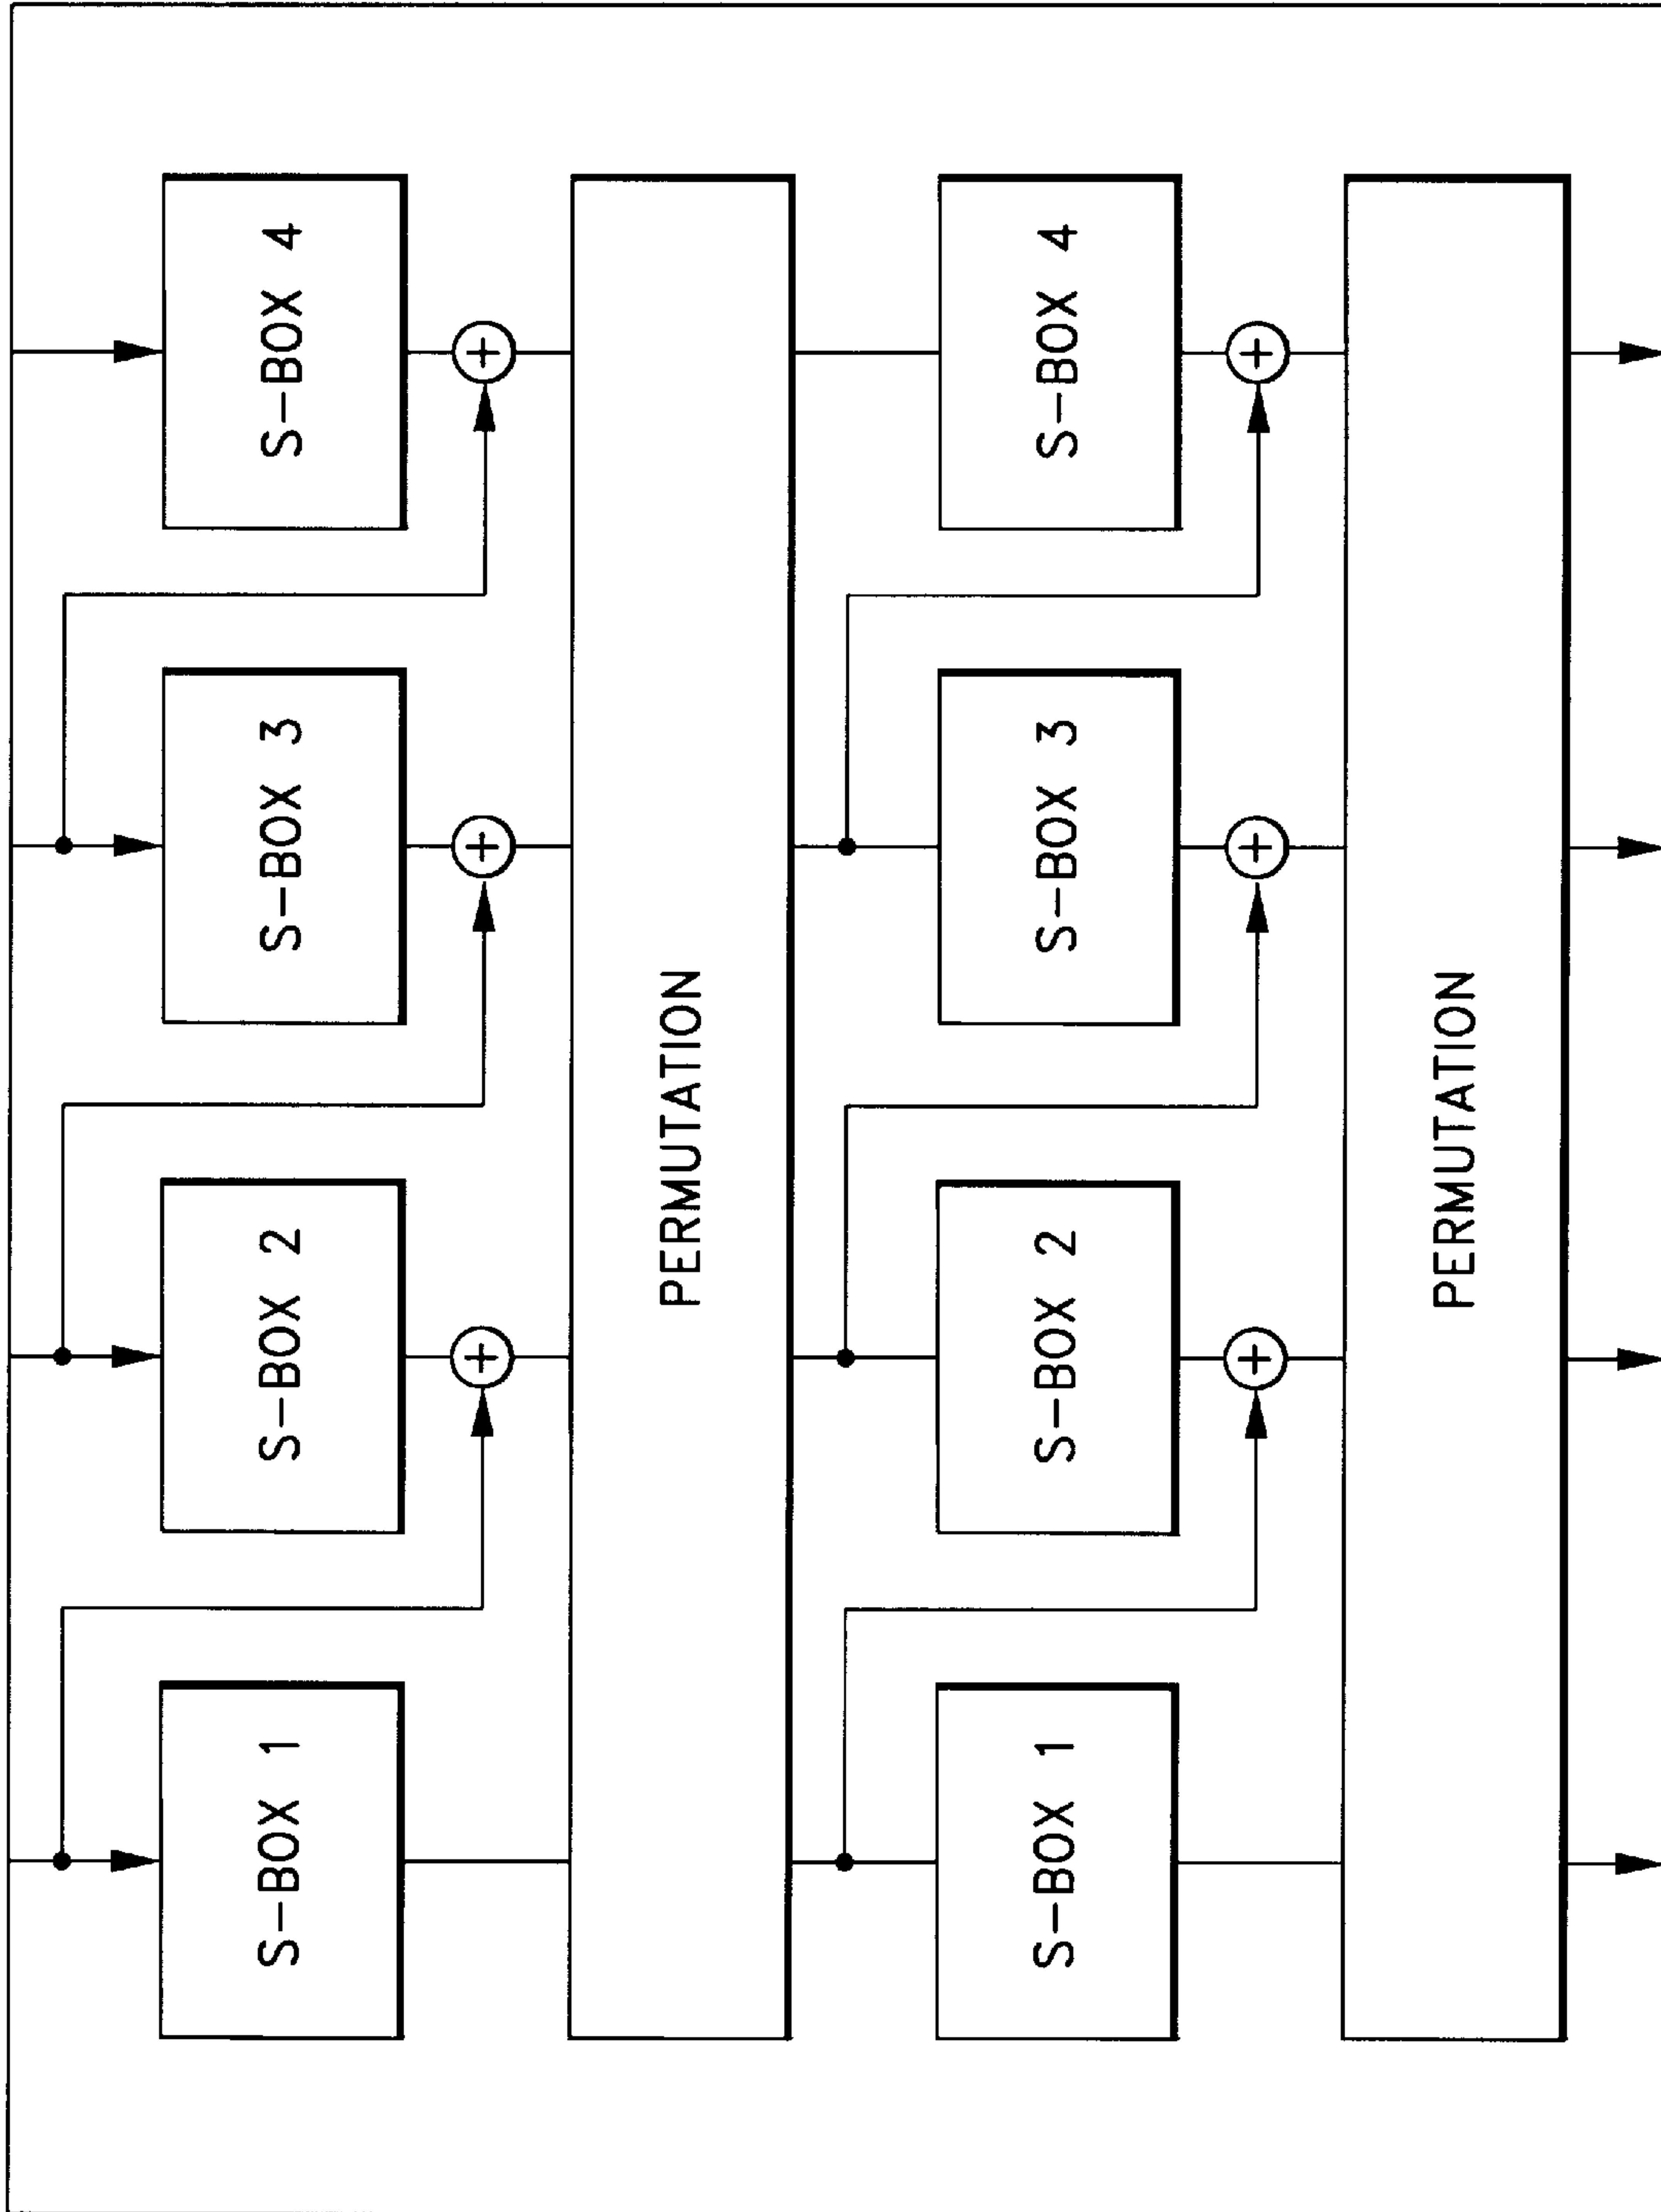 S-BOX 1
S-BOX 2
S-BOX 3
S-BOX 4
+
+
+
PERMUTATION
S-BOX 1
S-BOX 2
S-BOX 3
S-BOX 4
+
+
+
PERMUTATION